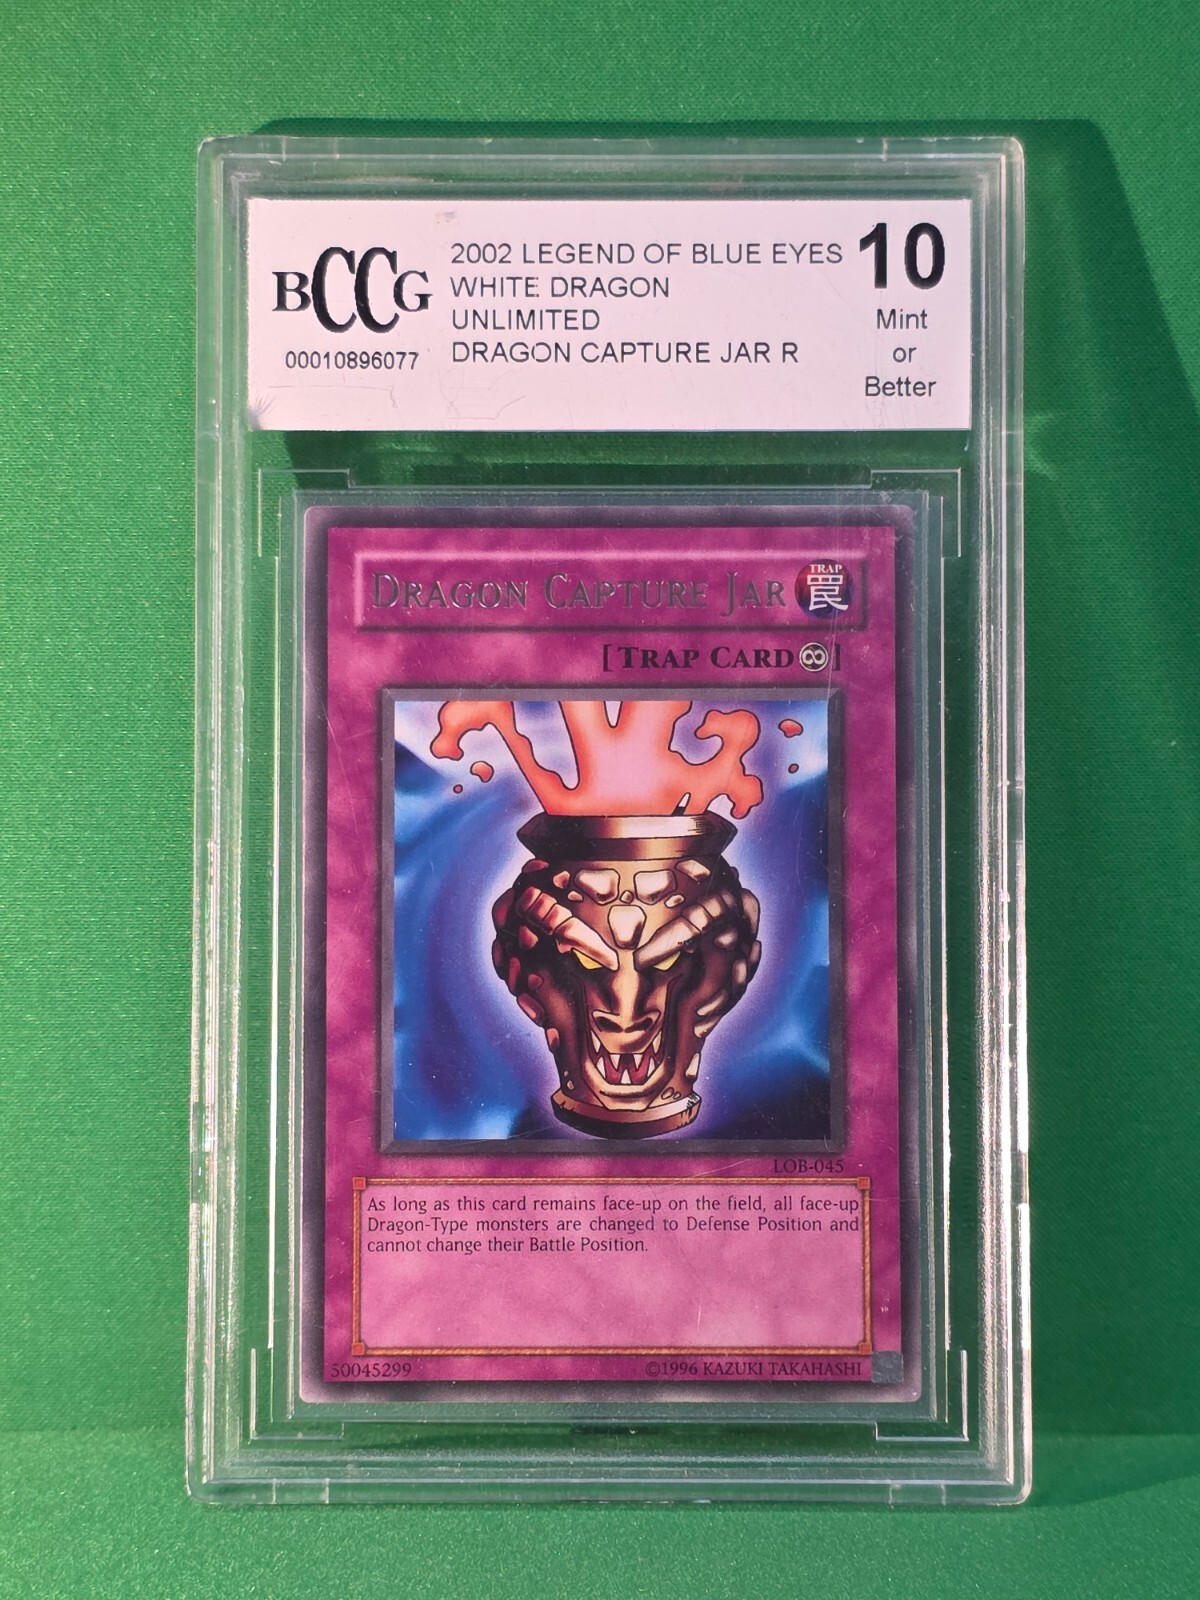 BCCG
00010896077
2002 LEGEND OF BLUE EYES
WHITE DRAGON
UNLIMITED
DRAGON CAPTURE JAR R
10
Mint
or
Better
DRAGON CAPTURE JAR
TRAP
罠
[TRAP CARD∞]
LOB-045
As long as this card remains face-up on the field, all face-up
Dragon-Type monsters are changed to Defense Position and
cannot change their Battle Position.
50045299
©1996 KAZUKI TAKAHASHI